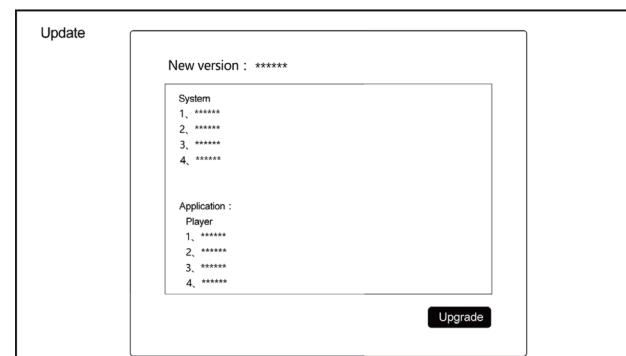 Update
New version : ******
System
1、******
2、******
3、******
4、******
Application :
Player
1、******
2、******
3、******
4、******
Upgrade